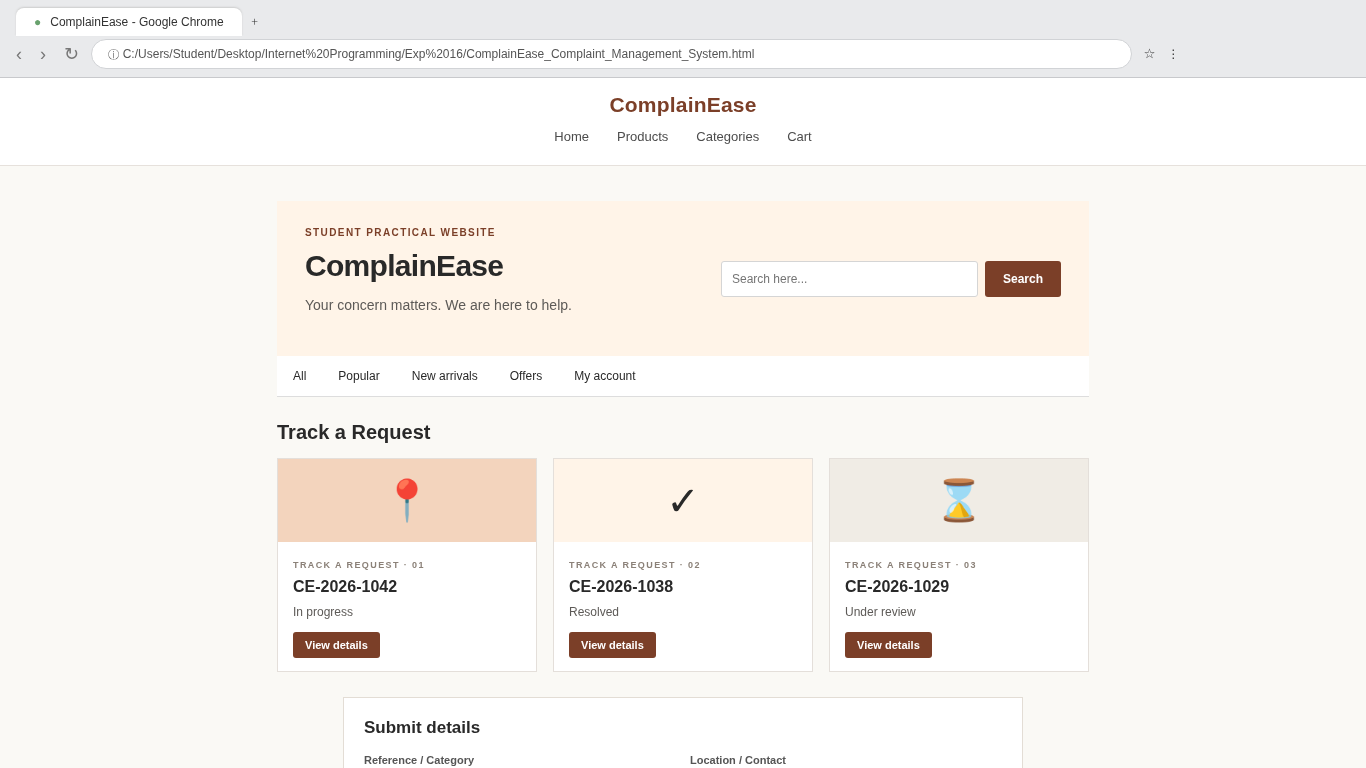 ComplainEase - Google Chrome +
C:/Users/Student/Desktop/Internet%20Programming/Exp%2016/ComplainEase_Complaint_Management_System.html
ComplainEase
Home Products Categories Cart
STUDENT PRACTICAL WEBSITE
ComplainEase
Your concern matters. We are here to help.
Search here... Search
All Popular New arrivals Offers My account
Track a Request
TRACK A REQUEST · 01
CE-2026-1042
In progress
View details
TRACK A REQUEST · 02
CE-2026-1038
Resolved
View details
TRACK A REQUEST · 03
CE-2026-1029
Under review
View details
Submit details
Reference / Category Location / Contact